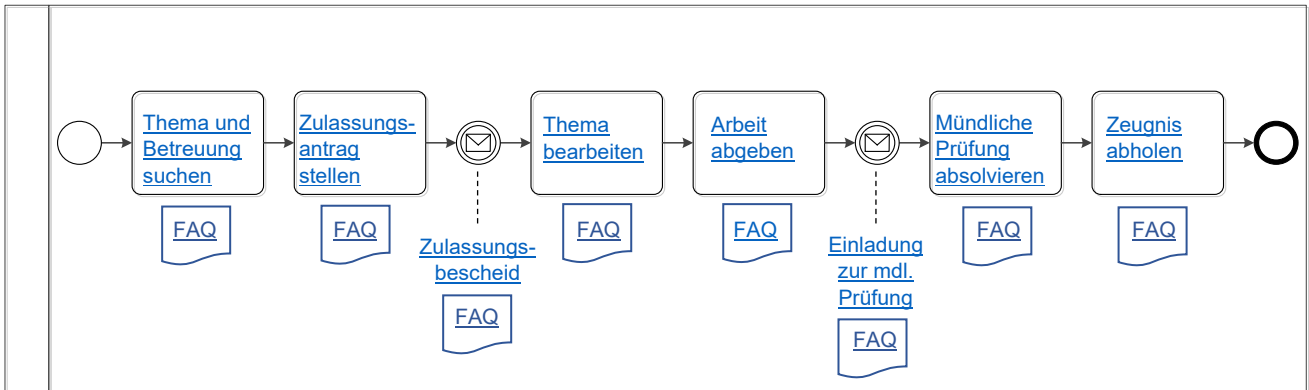 Thema und
Betreuung
suchen
FAQ
Zulassungs-
antrag
stellen
FAQ
Zulassungs-
bescheid
FAQ
Thema
bearbeiten
FAQ
Arbeit
abgeben
FAQ
Einladung
zur mdl.
Prüfung
FAQ
Mündliche
Prüfung
absolvieren
FAQ
Zeugnis
abholen
FAQ